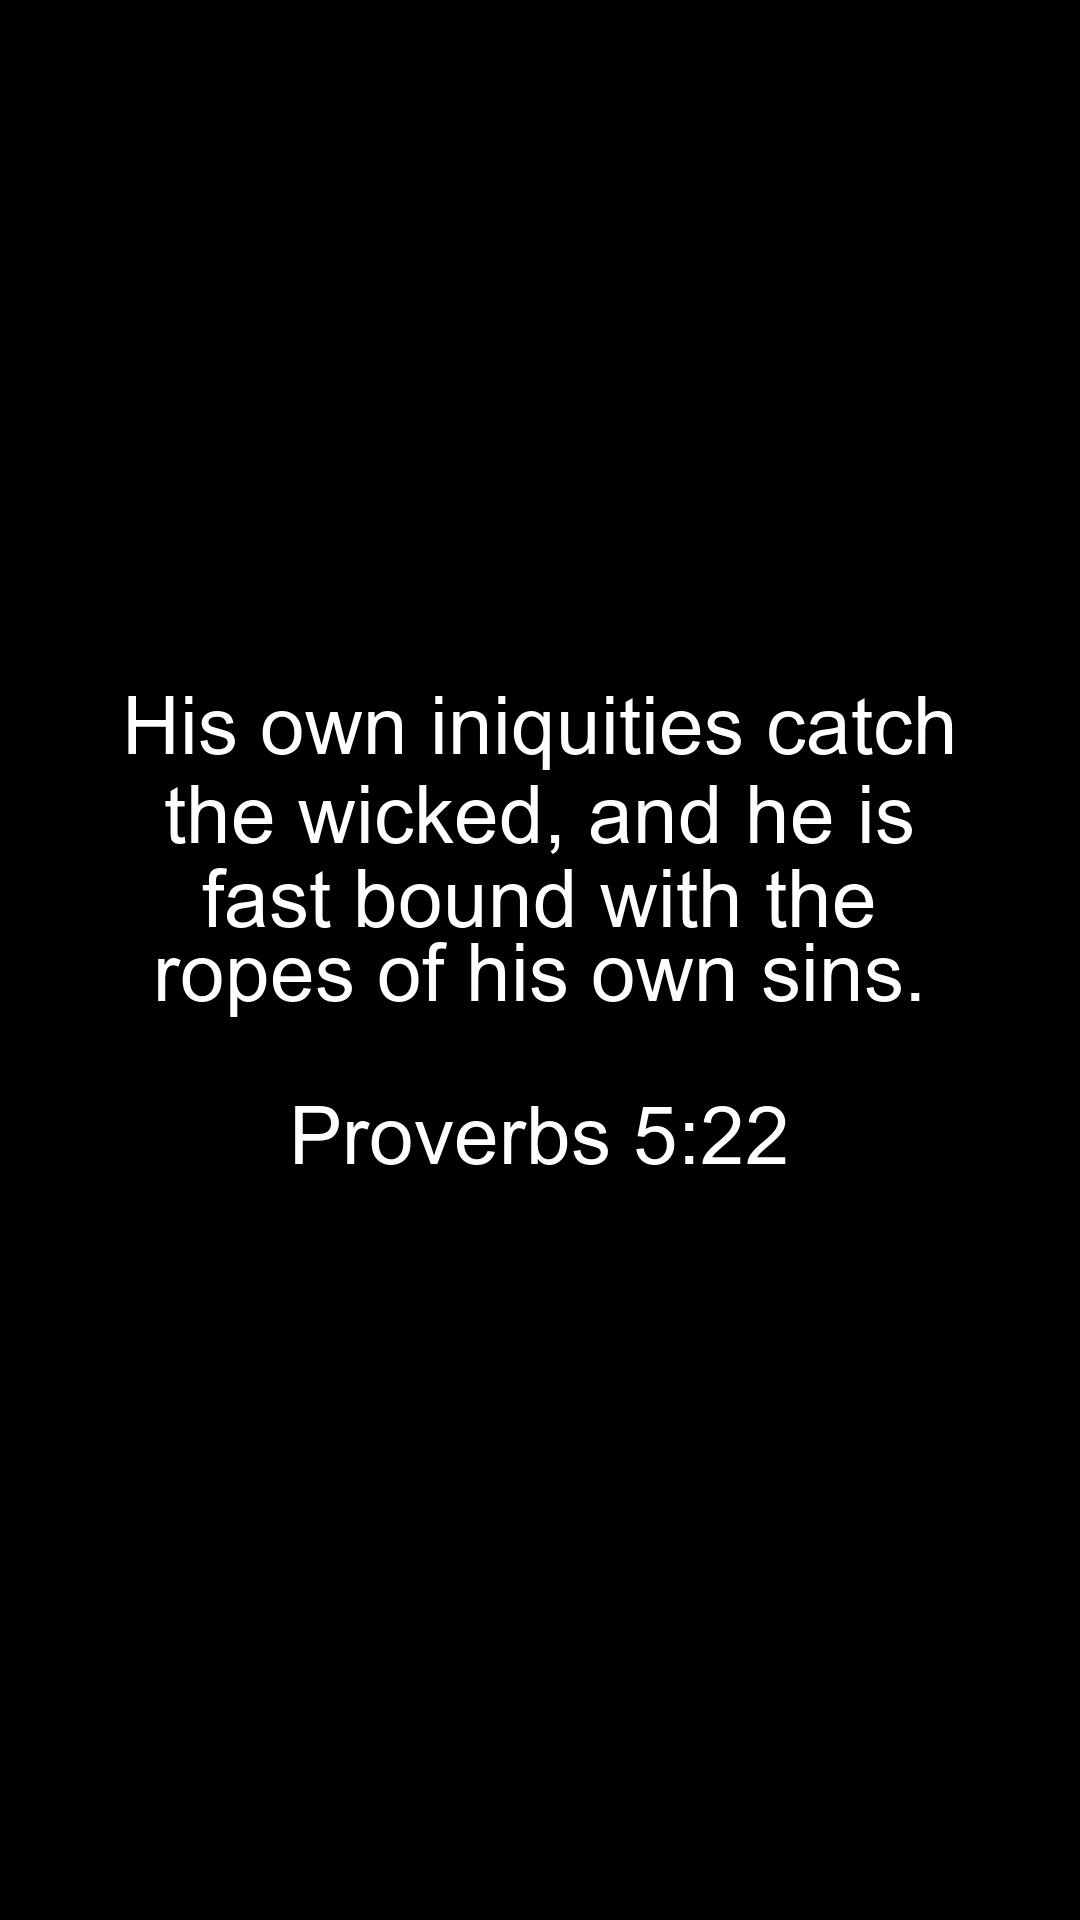 His own iniquities catch
the wicked, and he is
fast bound with the
ropes of his own sins.
Proverbs 5:22